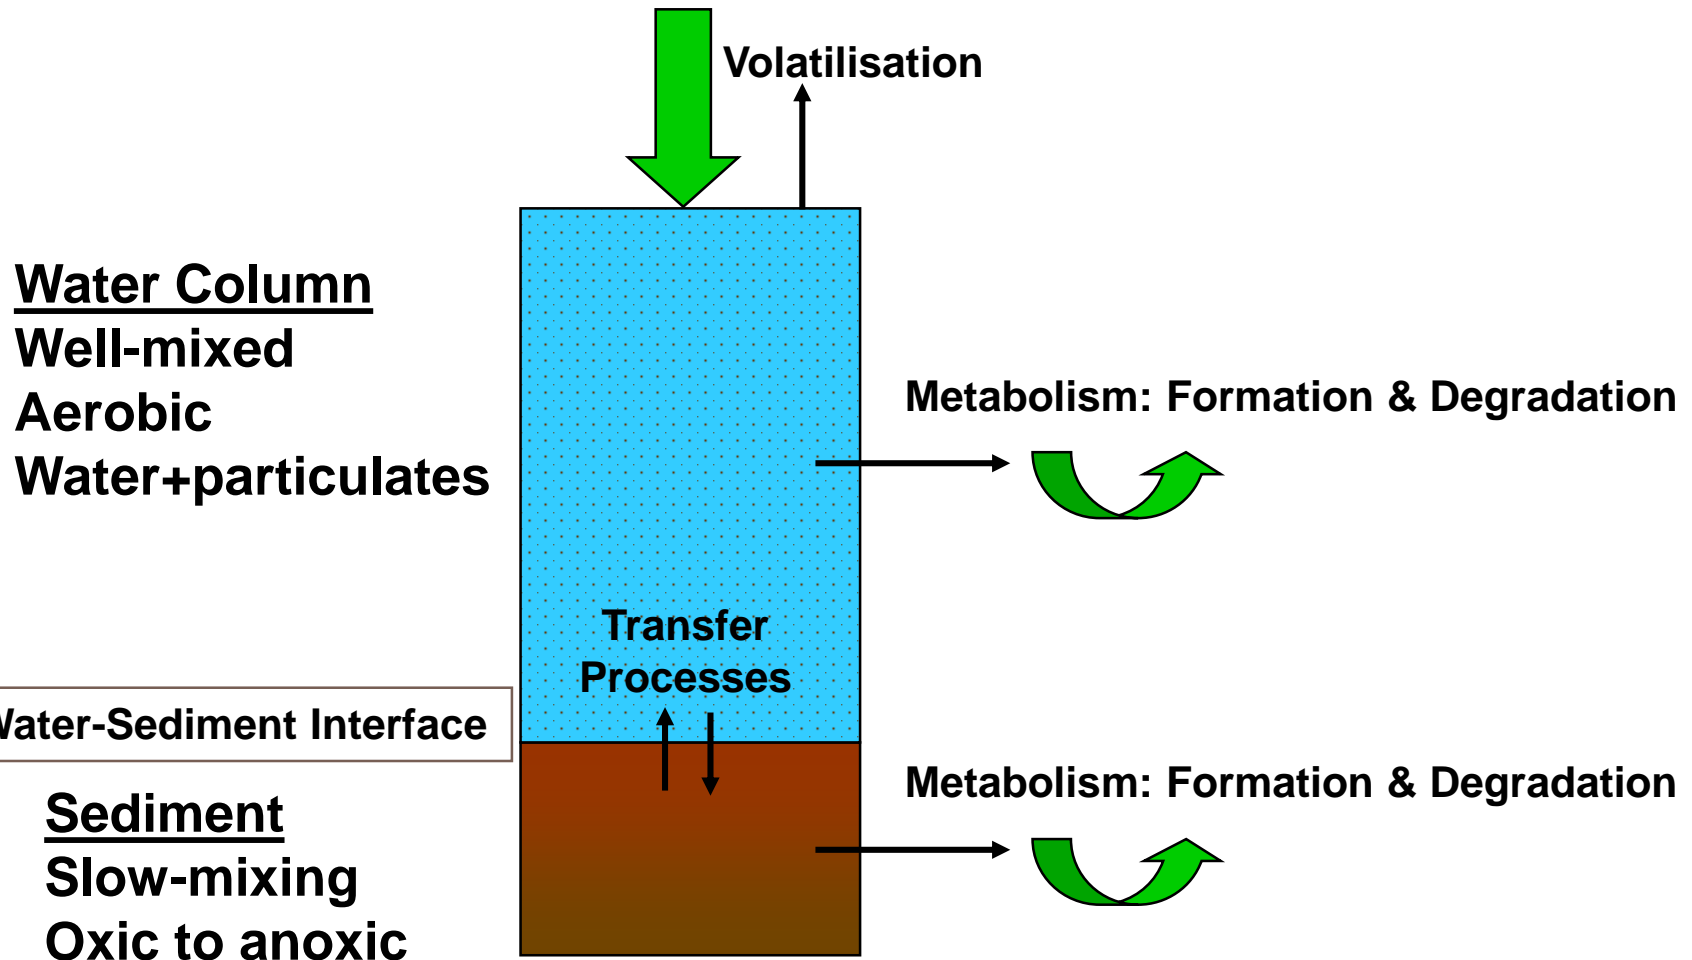 Volatilisation
Water Column
Well-mixed
Aerobic
Water+particulates
Metabolism: Formation & Degradation
Transfer
Processes
Water-Sediment Interface
Metabolism: Formation & Degradation
Sediment
Slow-mixing
Oxic to anoxic